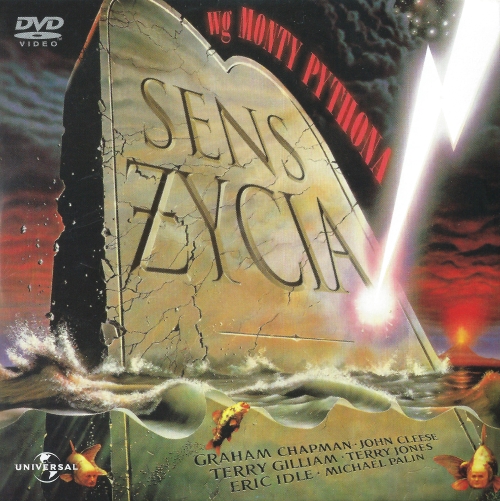 DVD
VIDEO
wg MONTY PYTHONA
SENS
ŻYCIA
GRAHAM CHAPMAN · JOHN CLEESE
TERRY GILLIAM · TERRY JONES
ERIC IDLE · MICHAEL PALIN
UNIVERSAL